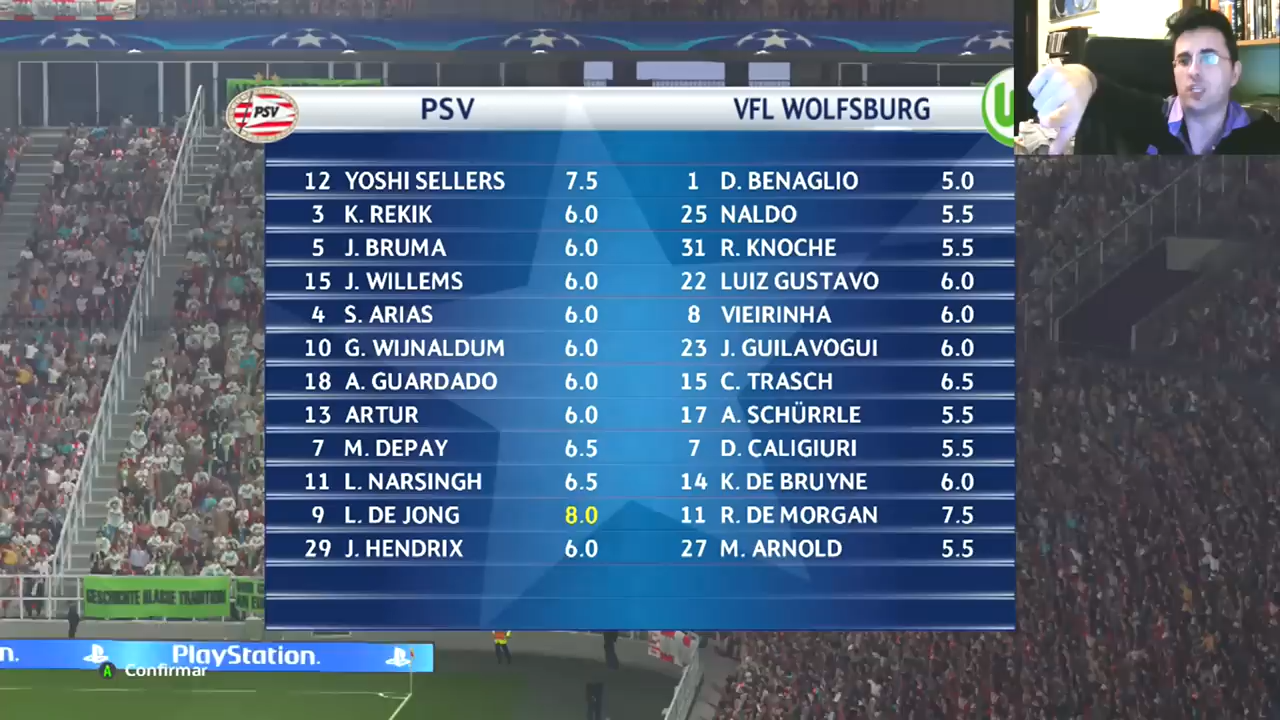 PSV VFL WOLFSBURG
PSV
12 YOSHI SELLERS 7.5 1 D. BENAGLIO 5.0
3 K. REKIK 6.0 25 NALDO 5.5
5 J. BRUMA 6.0 31 R. KNOCHE 5.5
15 J. WILLEMS 6.0 22 LUIZ GUSTAVO 6.0
4 S. ARIAS 6.0 8 VIEIRINHA 6.0
10 G. WIJNALDUM 6.0 23 J. GUILAVOGUI 6.0
18 A. GUARDADO 6.0 15 C. TRASCH 6.5
13 ARTUR 6.0 17 A. SCHÜRRLE 5.5
7 M. DEPAY 6.5 7 D. CALIGIURI 5.5
11 L. NARSINGH 6.5 14 K. DE BRUYNE 6.0
9 L. DE JONG 8.0 11 R. DE MORGAN 7.5
29 J. HENDRIX 6.0 27 M. ARNOLD 5.5
GESCHICHTE KLASSE TRADITION
n. PlayStation.
A Confirmar